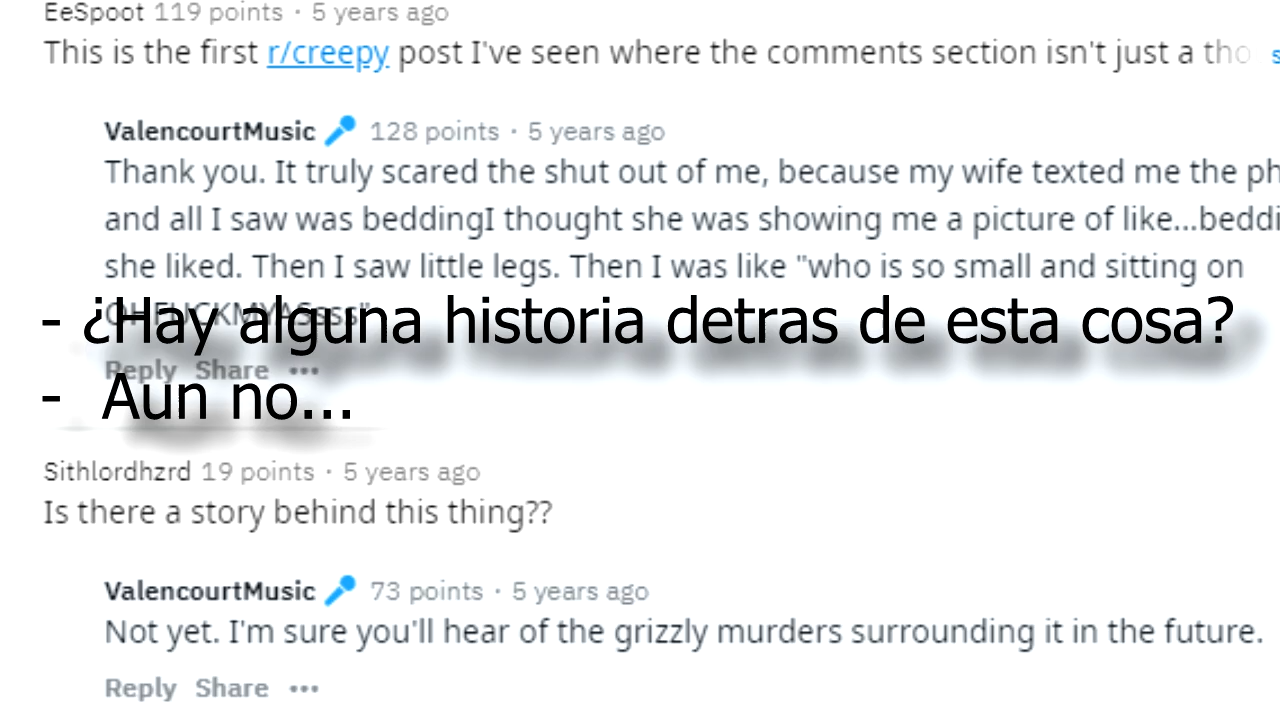 EeSpoot 119 points · 5 years ago
This is the first r/creepy post I've seen where the comments section isn't just a
ValencourtMusic 128 points · 5 years ago
Thank you. It truly scared the shut out of me, because my wife texted me the
and all I saw was beddingI thought she was showing me a picture of like...
she liked. Then I saw little legs. Then I was like "who is so small and sitting on
OHFUCKMYASssss"
- ¿Hay alguna historia detras de esta cosa?
Reply Share •••
- Aun no...
Sithlordhzrd 19 points · 5 years ago
Is there a story behind this thing??
ValencourtMusic 73 points · 5 years ago
Not yet. I'm sure you'll hear of the grizzly murders surrounding it in the future.
Reply Share •••